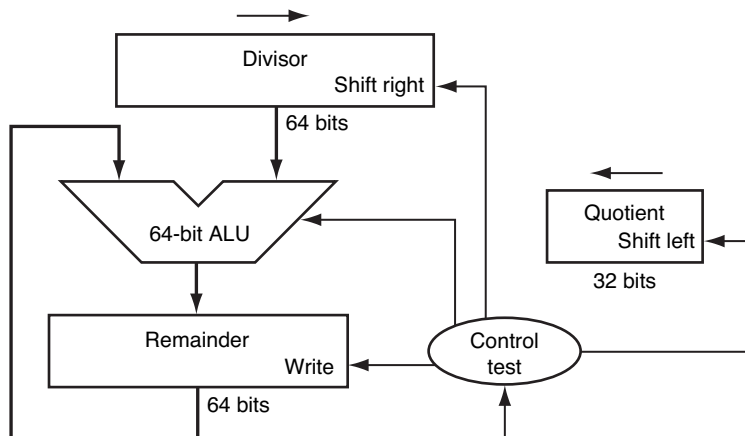 Divisor
Shift right
64 bits
64-bit ALU
Quotient
Shift left
32 bits
Remainder
Write
64 bits
Control
test